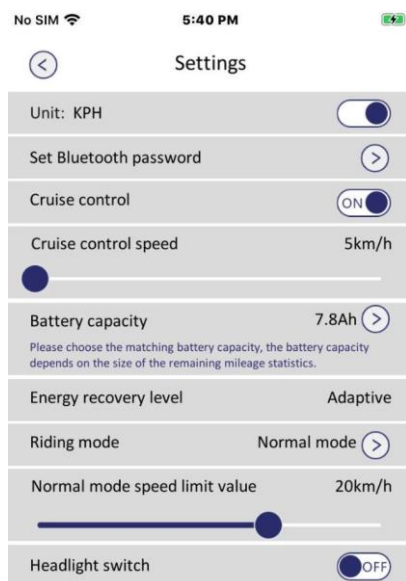 No SIM 5:40 PM
Settings
Unit: KPH
Set Bluetooth password
Cruise control ON
Cruise control speed 5km/h
Battery capacity 7.8Ah
Please choose the matching battery capacity, the battery capacity
depends on the size of the remaining mileage statistics.
Energy recovery level Adaptive
Riding mode Normal mode
Normal mode speed limit value 20km/h
Headlight switch OFF